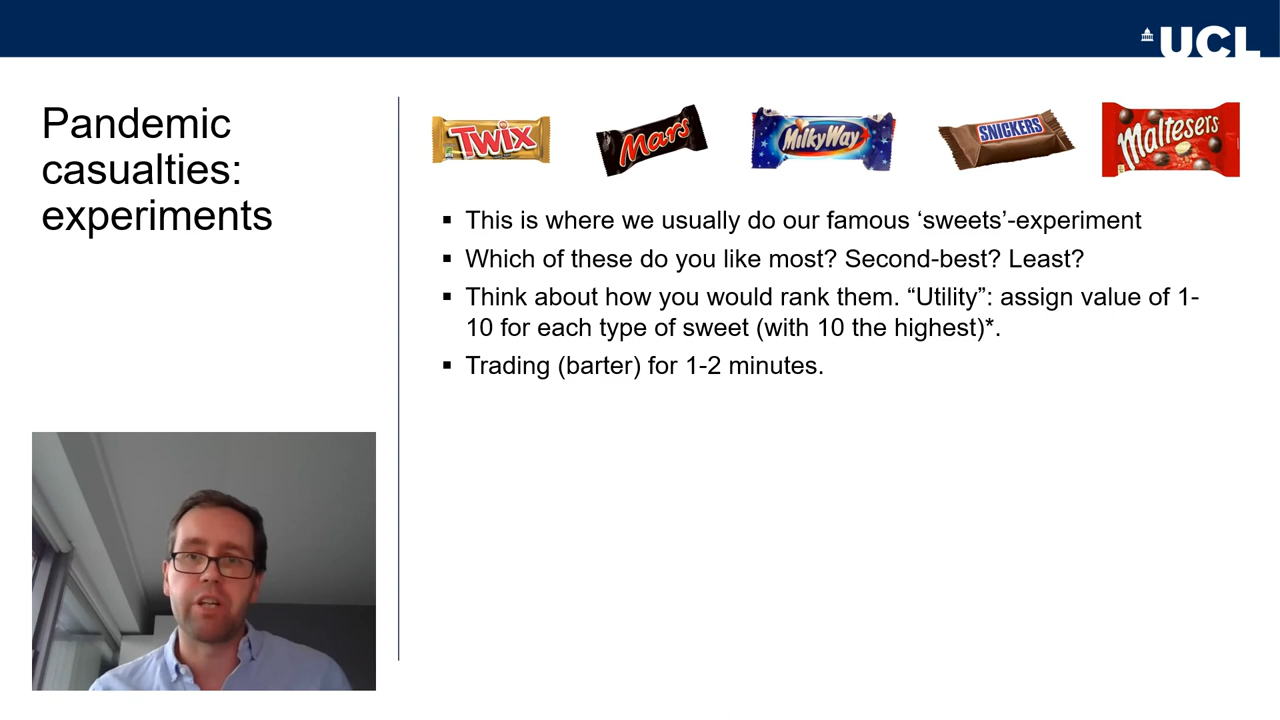 UCL
Pandemic
casualties:
experiments
TWIX
Mars
MilkyWay
SNICKERS
Maltesers
▪ This is where we usually do our famous ‘sweets’-experiment
▪ Which of these do you like most? Second-best? Least?
▪ Think about how you would rank them. “Utility”: assign value of 1-
10 for each type of sweet (with 10 the highest)*.
▪ Trading (barter) for 1-2 minutes.